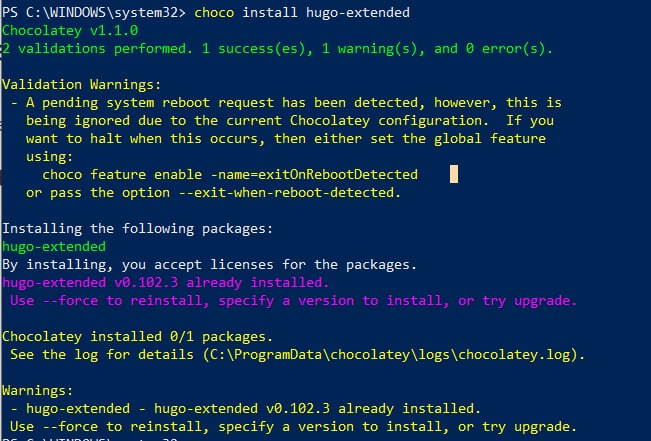 PS C:\WINDOWS\system32> choco install hugo-extended
Chocolatey v1.1.0
2 validations performed. 1 success(es), 1 warning(s), and 0 error(s).
Validation Warnings:
- A pending system reboot request has been detected, however, this is
being ignored due to the current Chocolatey configuration.  If you
want to halt when this occurs, then either set the global feature
using:
choco feature enable -name=exitOnRebootDetected
or pass the option --exit-when-reboot-detected.
Installing the following packages:
hugo-extended
By installing, you accept licenses for the packages.
hugo-extended v0.102.3 already installed.
Use --force to reinstall, specify a version to install, or try upgrade.
Chocolatey installed 0/1 packages.
See the log for details (C:\ProgramData\chocolatey\logs\chocolatey.log).
Warnings:
- hugo-extended - hugo-extended v0.102.3 already installed.
Use --force to reinstall, specify a version to install, or try upgrade.